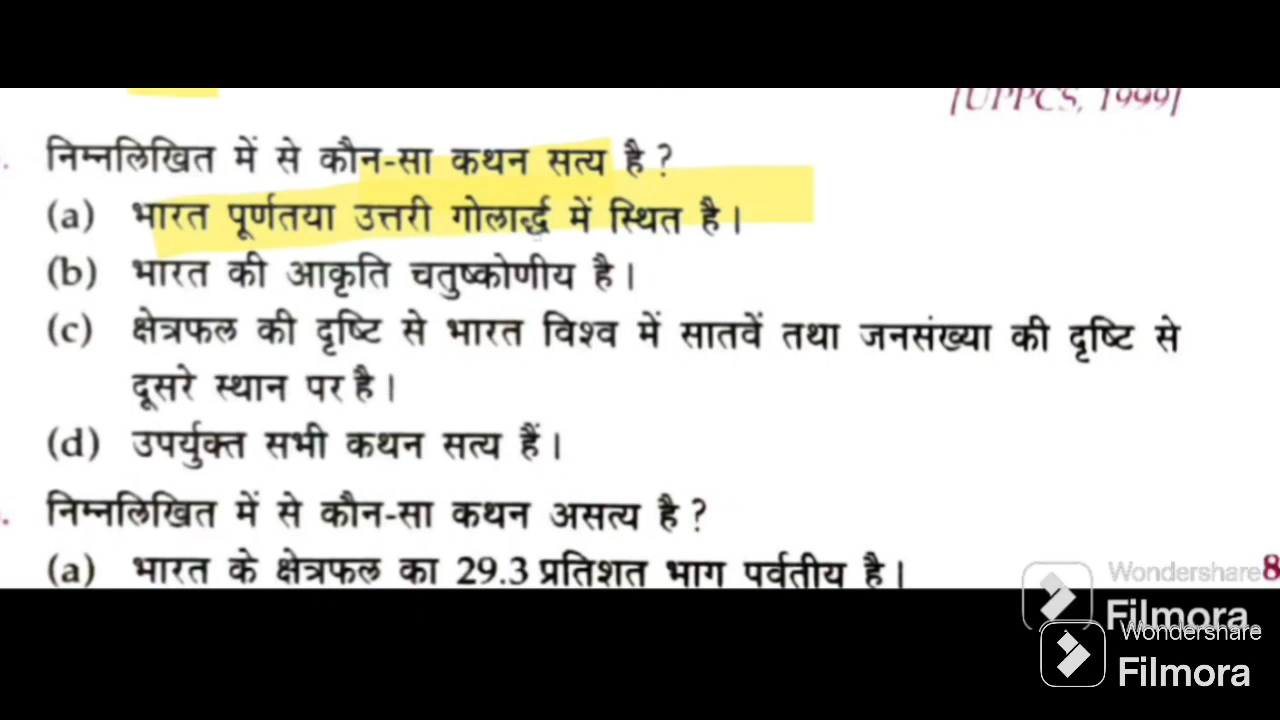 [UPPCS, 1999]
निम्नलिखित में से कौन-सा कथन सत्य है ?
(a) भारत पूर्णतया उत्तरी गोलार्द्ध में स्थित है।
(b) भारत की आकृति चतुष्कोणीय है।
(c) क्षेत्रफल की दृष्टि से भारत विश्व में सातवें तथा जनसंख्या की दृष्टि से
दूसरे स्थान पर है।
(d) उपर्युक्त सभी कथन सत्य हैं।
निम्नलिखित में से कौन-सा कथन असत्य है ?
(a) भारत के क्षेत्रफल का 29.3 प्रतिशत भाग पर्वतीय है।
Wondershare 8
Filmora
Wondershare
Filmora